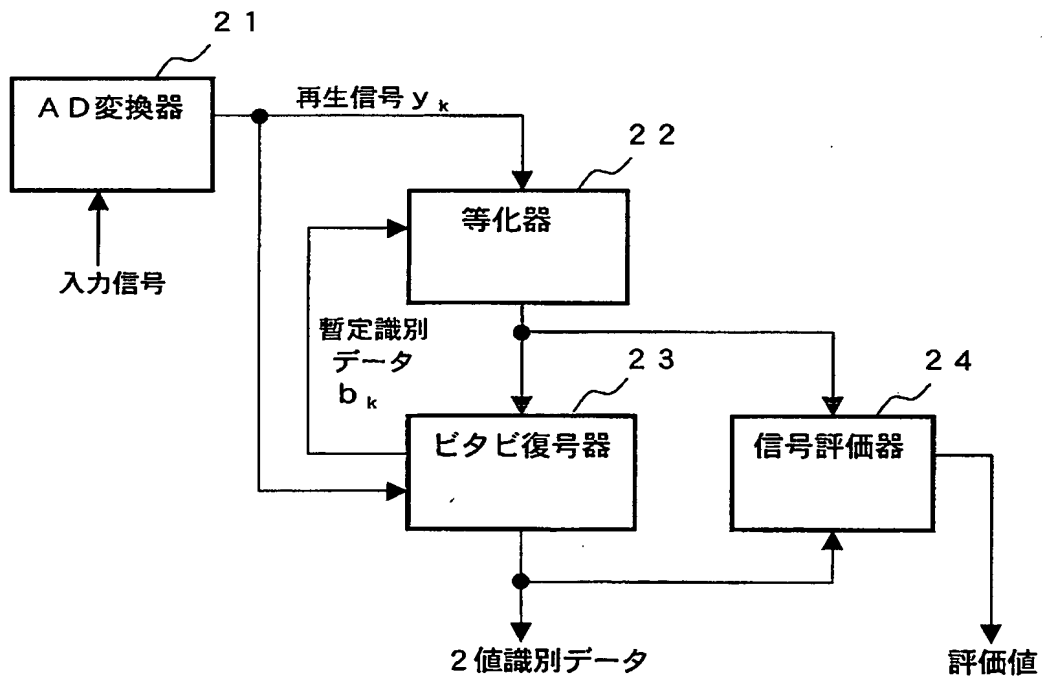 ２１
ＡＤ変換器
再生信号ｙｋ
２２
等化器
入力信号
暫定識別
データ
ｂｋ
２３
２４
ビタビ復号器
信号評価器
２値識別データ
評価値